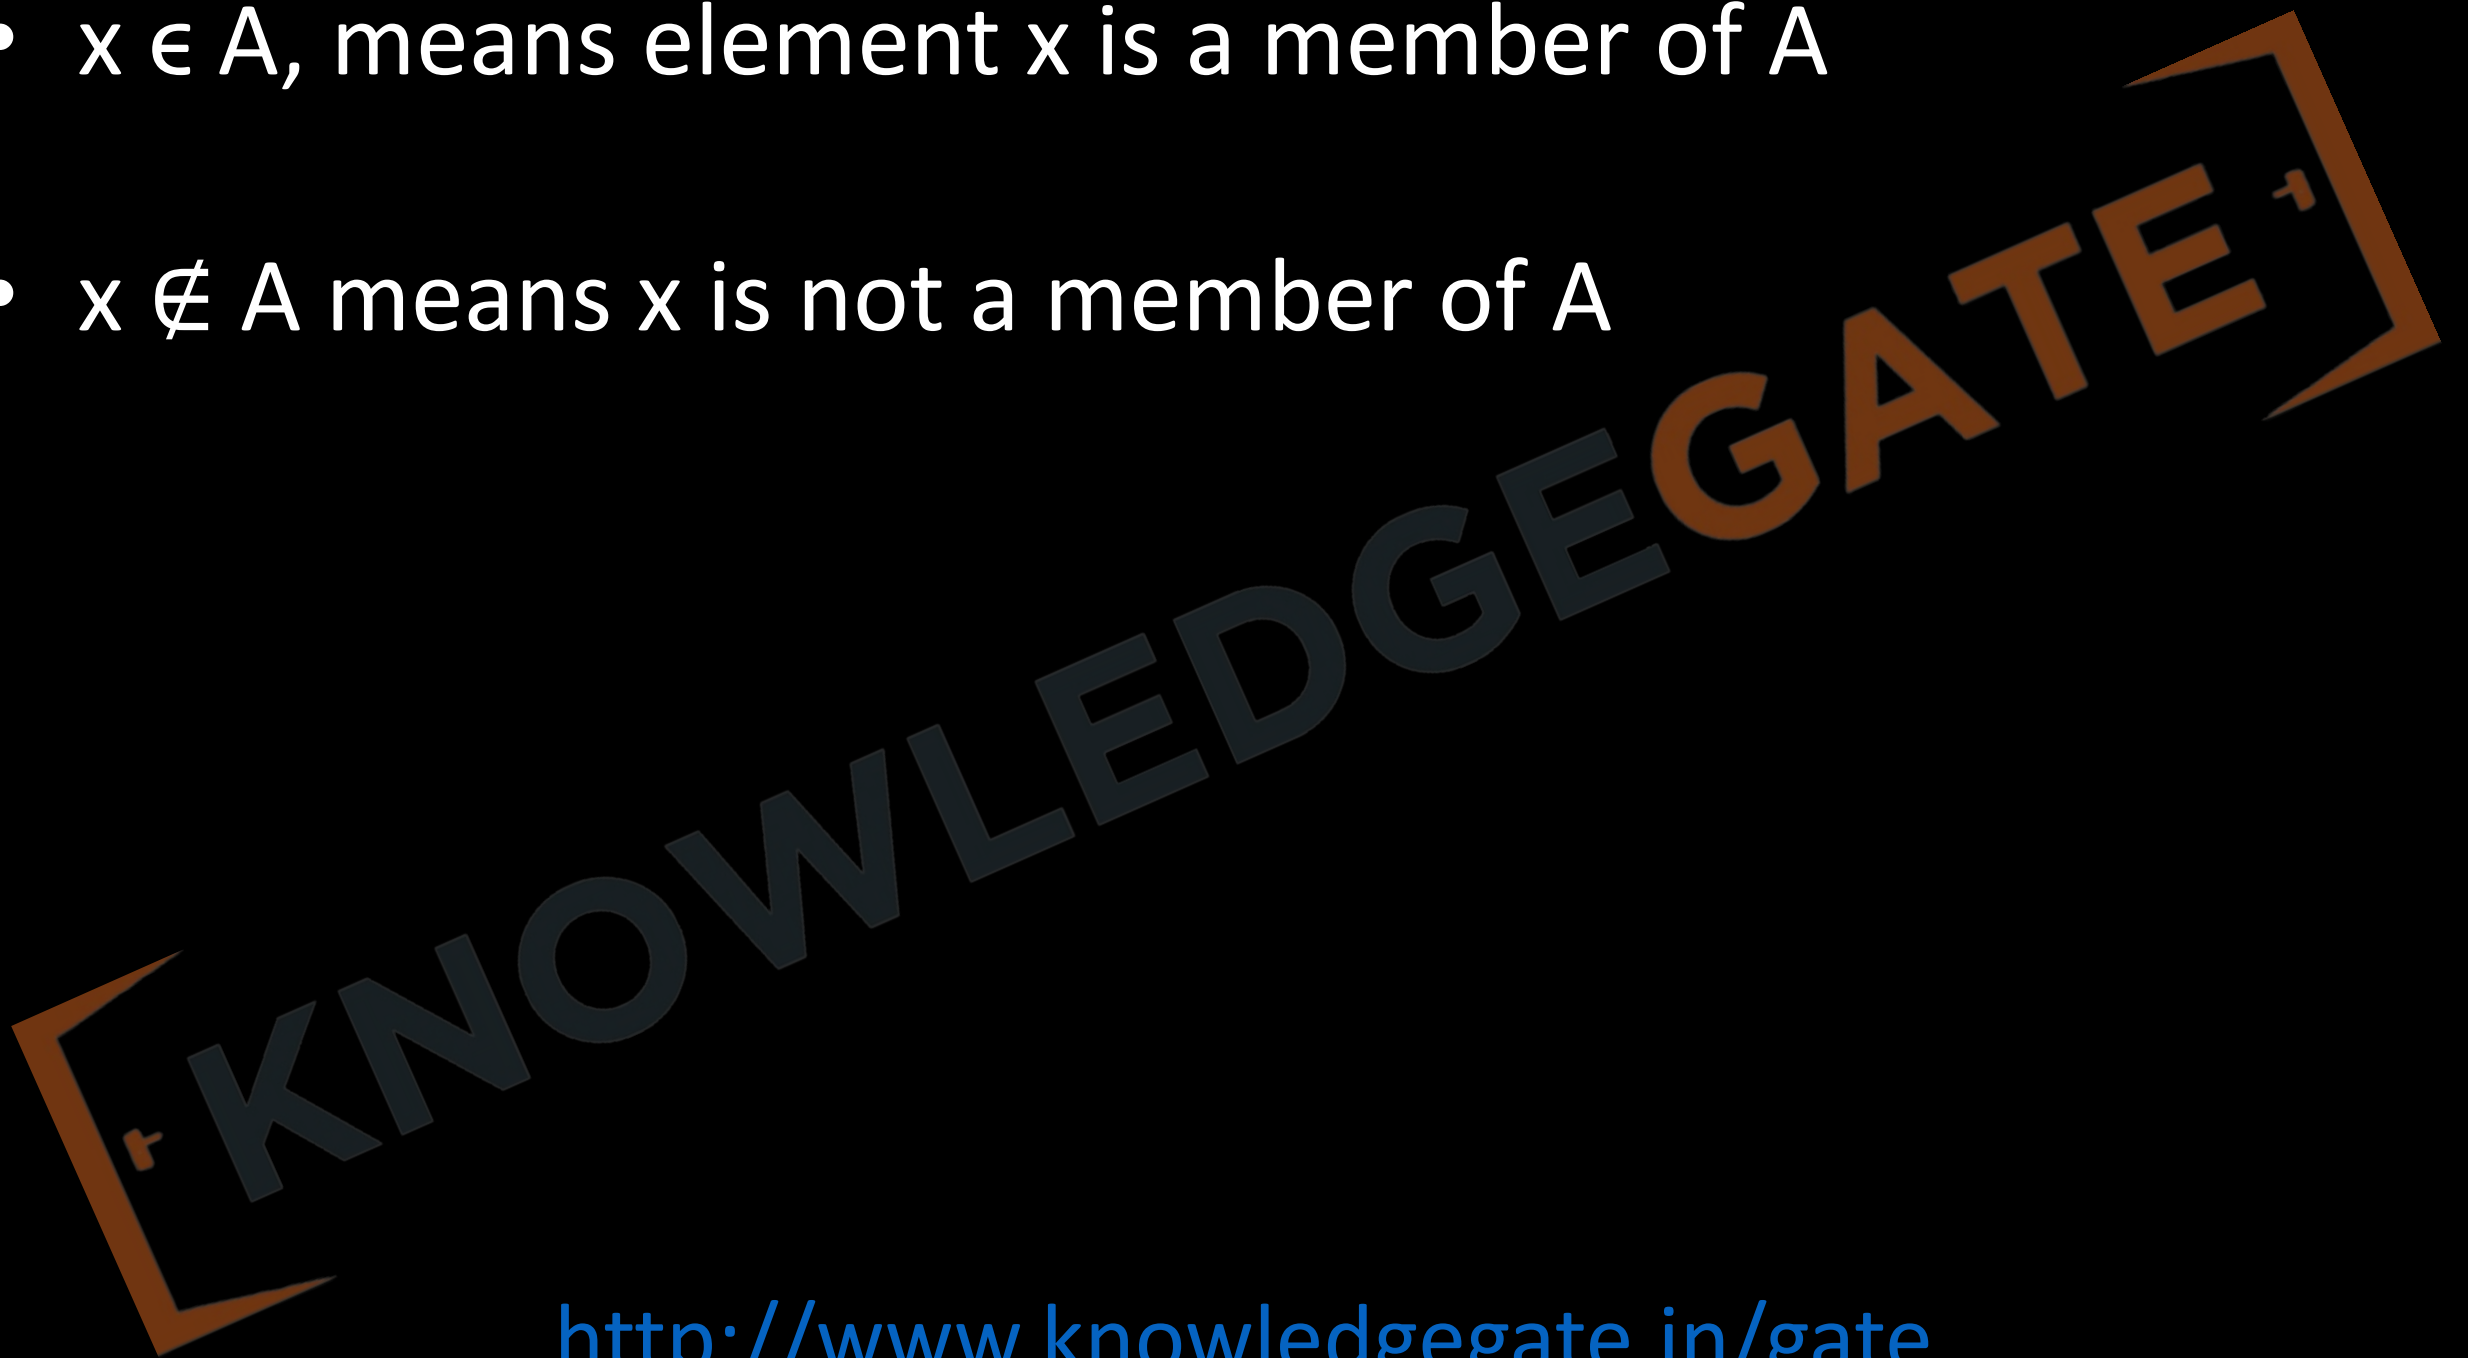 • x ϵ A, means element x is a member of A
• x ∉ A means x is not a member of A
KNOWLEDGEGATE
http://www.knowledgegate.in/gate